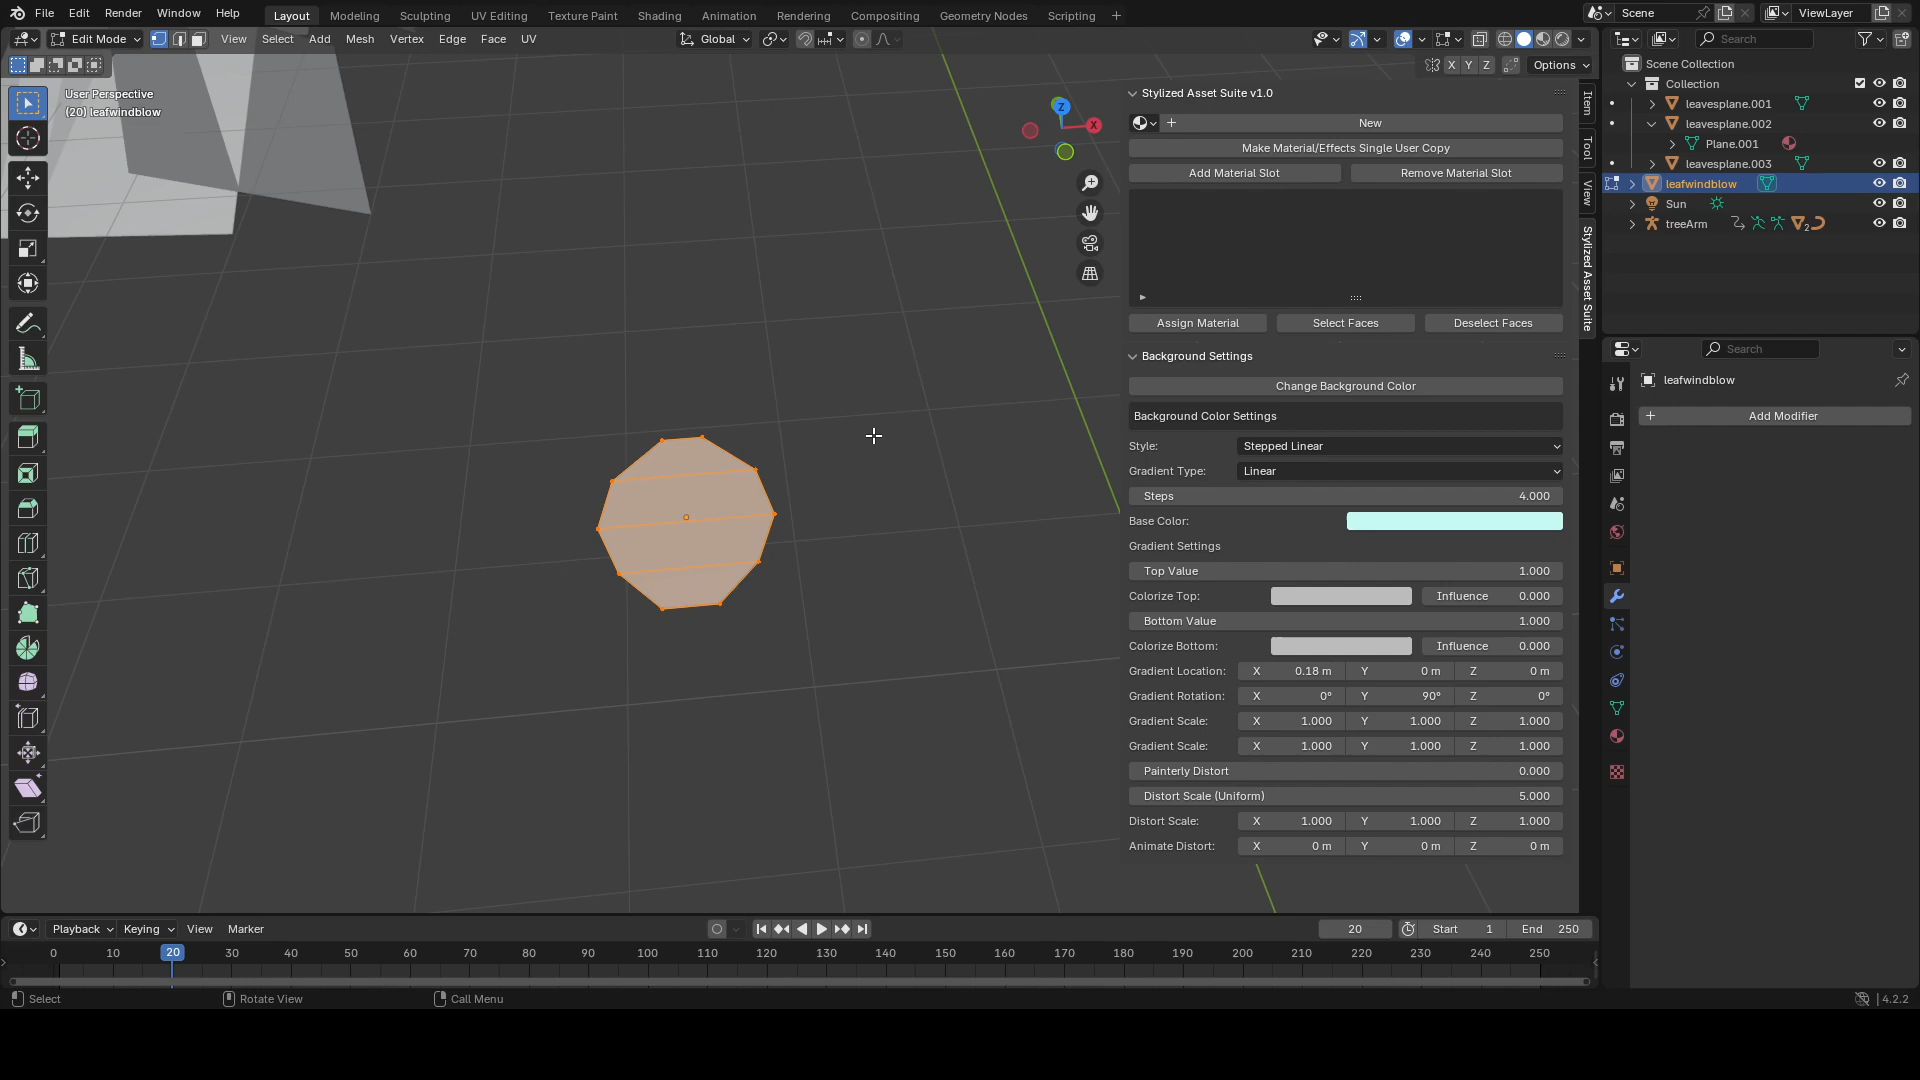 File Edit Render Window Help Layout Modeling Sculpting UV Editing Texture Paint Shading Animation Rendering Compositing Geometry Nodes Scripting + Scene ViewLayer
Edit Mode View Select Add Mesh Vertex Edge Face UV Global Search
X Y Z Options
User Perspective
(20) leafwindblow
Z
X
Stylized Asset Suite v1.0
New
Make Material/Effects Single User Copy
Add Material Slot Remove Material Slot
Assign Material Select Faces Deselect Faces
Background Settings
Change Background Color
Background Color Settings
Style: Stepped Linear
Gradient Type: Linear
Steps 4.000
Base Color:
Gradient Settings
Top Value 1.000
Colorize Top: Influence 0.000
Bottom Value 1.000
Colorize Bottom: Influence 0.000
Gradient Location: X 0.18 m Y 0 m Z 0 m
Gradient Rotation: X 0° Y 90° Z 0°
Gradient Scale: X 1.000 Y 1.000 Z 1.000
Gradient Scale: X 1.000 Y 1.000 Z 1.000
Painterly Distort 0.000
Distort Scale (Uniform) 5.000
Distort Scale: X 1.000 Y 1.000 Z 1.000
Animate Distort: X 0 m Y 0 m Z 0 m
Item
Tool
View
Stylized Asset Suite
Scene Collection
Collection
leavesplane.001
leavesplane.002
Plane.001
leavesplane.003
leafwindblow
Sun
treeArm 2
Search
leafwindblow
+ Add Modifier
Playback Keying View Marker 20 Start 1 End 250
0 10 20 30 40 50 60 70 80 90 100 110 120 130 140 150 160 170 180 190 200 210 220 230 240 250
Select Rotate View Call Menu 4.2.2